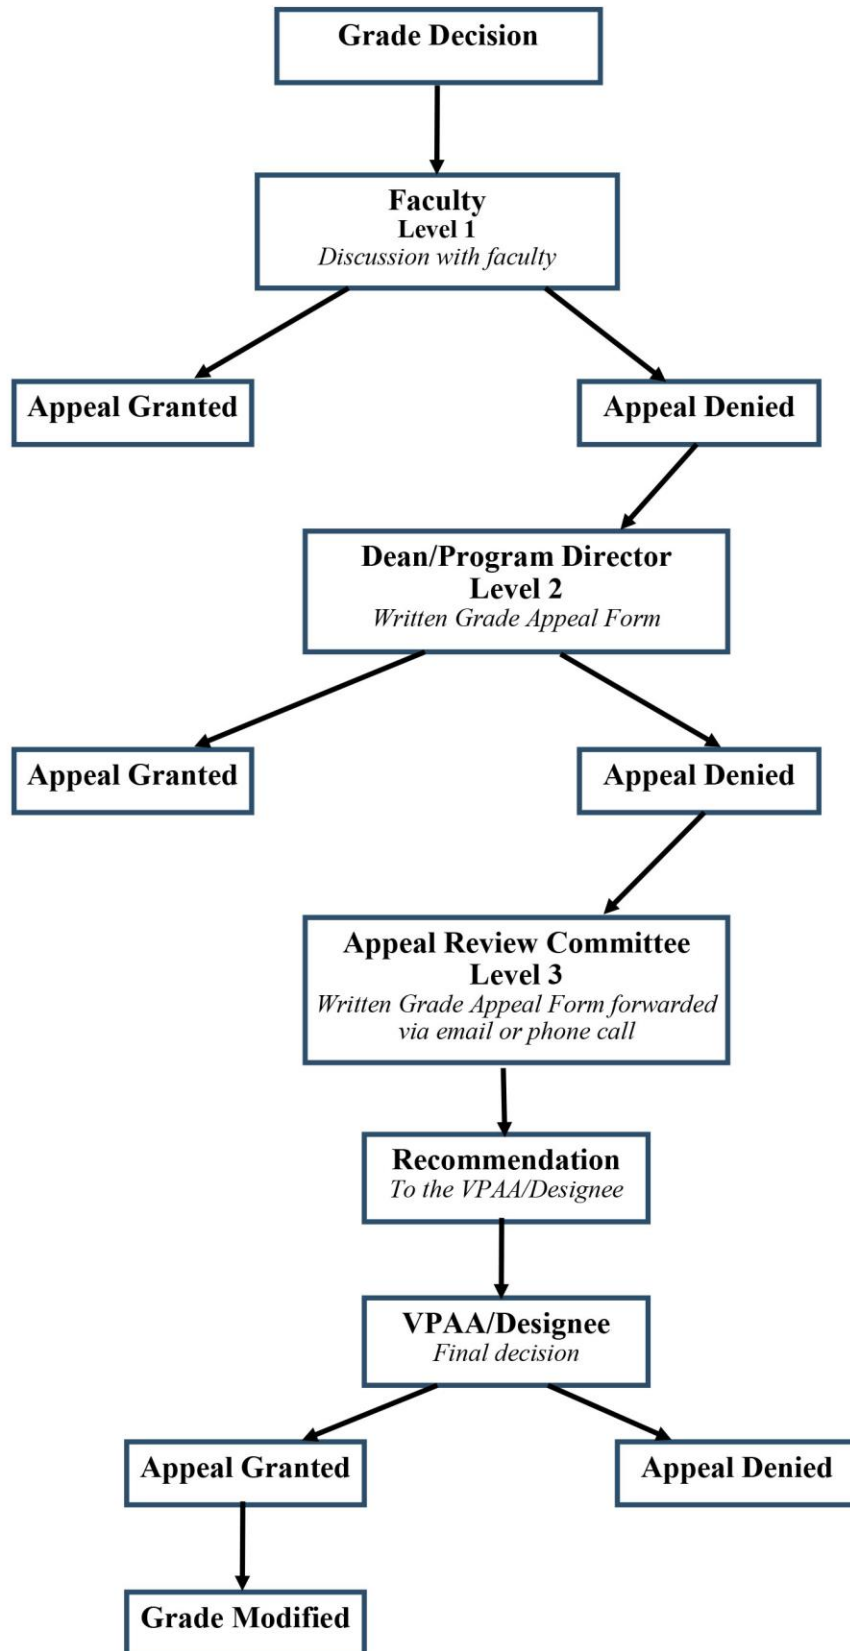 Grade Decision
Faculty
Level 1
Discussion with faculty
Appeal Granted
Appeal Denied
Dean/Program Director
Level 2
Written Grade Appeal Form
Appeal Granted
Appeal Denied
Appeal Review Committee
Level 3
Written Grade Appeal Form forwarded
via email or phone call
Recommendation
To the VPAA/Designee
VPAA/Designee
Final decision
Appeal Granted
Appeal Denied
Grade Modified